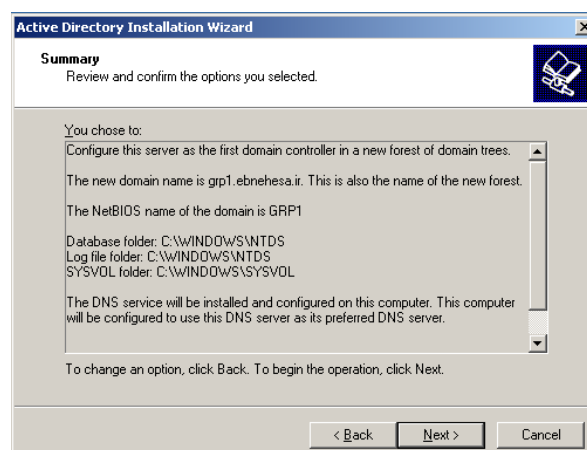 Active Directory Installation Wizard
Summary
Review and confirm the options you selected.
You chose to:
Configure this server as the first domain controller in a new forest of domain trees.
The new domain name is grp1.ebnehesa.ir. This is also the name of the new forest.
The NetBIOS name of the domain is GRP1
Database folder: C:\WINDOWS\NTDS
Log file folder: C:\WINDOWS\NTDS
SYSVOL folder: C:\WINDOWS\SYSVOL
The DNS service will be installed and configured on this computer. This computer
will be configured to use this DNS server as its preferred DNS server.
To change an option, click Back. To begin the operation, click Next.
< Back
Next >
Cancel